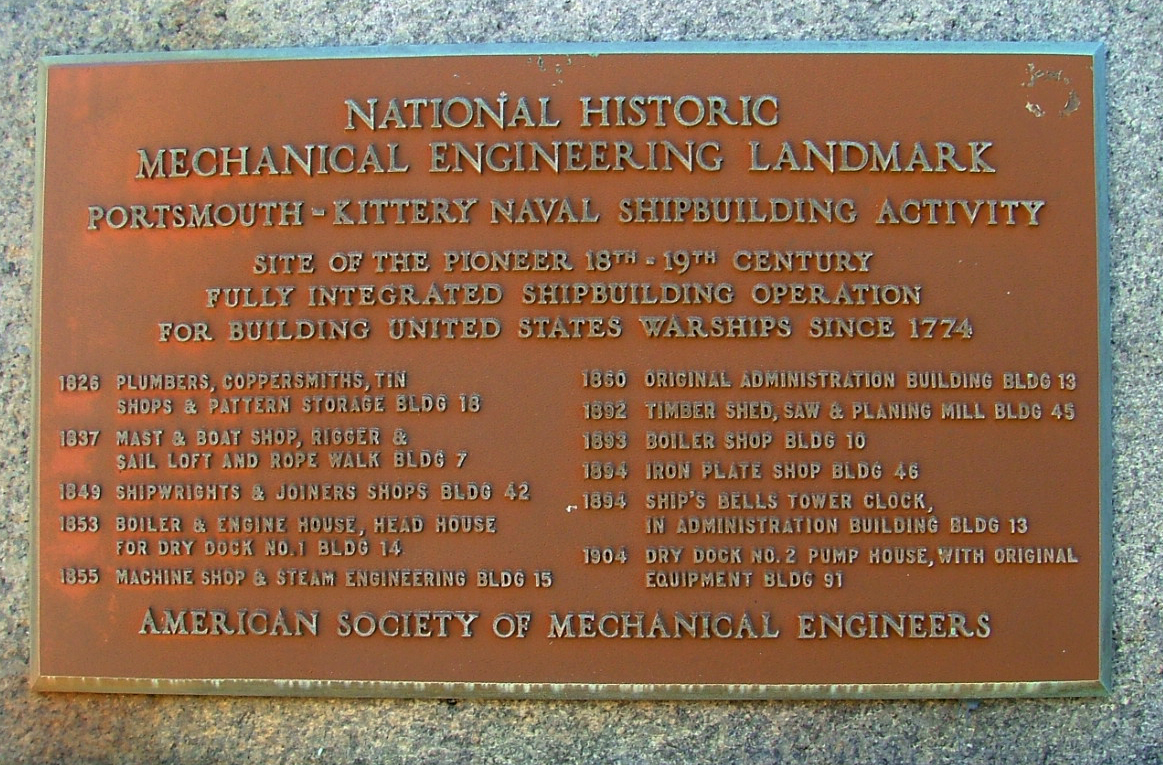 NATIONAL HISTORIC
MECHANICAL ENGINEERING LANDMARK
PORTSMOUTH - KITTERY NAVAL SHIPBUILDING ACTIVITY
SITE OF THE PIONEER 18TH - 19TH CENTURY
FULLY INTEGRATED SHIPBUILDING OPERATION
FOR BUILDING UNITED STATES WARSHIPS SINCE 1774
1826 PLUMBERS, COPPERSMITHS, TIN
SHOPS & PATTERN STORAGE BLDG 18
1837 MAST & BOAT SHOP, RIGGER &
SAIL LOFT AND ROPE WALK BLDG 7
1849 SHIPWRIGHTS & JOINERS SHOPS BLDG 42
1853 BOILER & ENGINE HOUSE, HEAD HOUSE
FOR DRY DOCK NO.1 BLDG 14
1855 MACHINE SHOP & STEAM ENGINEERING BLDG 15
1860 ORIGINAL ADMINISTRATION BUILDING BLDG 13
1892 TIMBER SHED, SAW & PLANING MILL BLDG 45
1893 BOILER SHOP BLDG 10
1894 IRON PLATE SHOP BLDG 46
1894 SHIP'S BELLS TOWER CLOCK,
IN ADMINISTRATION BUILDING BLDG 13
1904 DRY DOCK NO. 2 PUMP HOUSE, WITH ORIGINAL
EQUIPMENT BLDG 91
AMERICAN SOCIETY OF MECHANICAL ENGINEERS